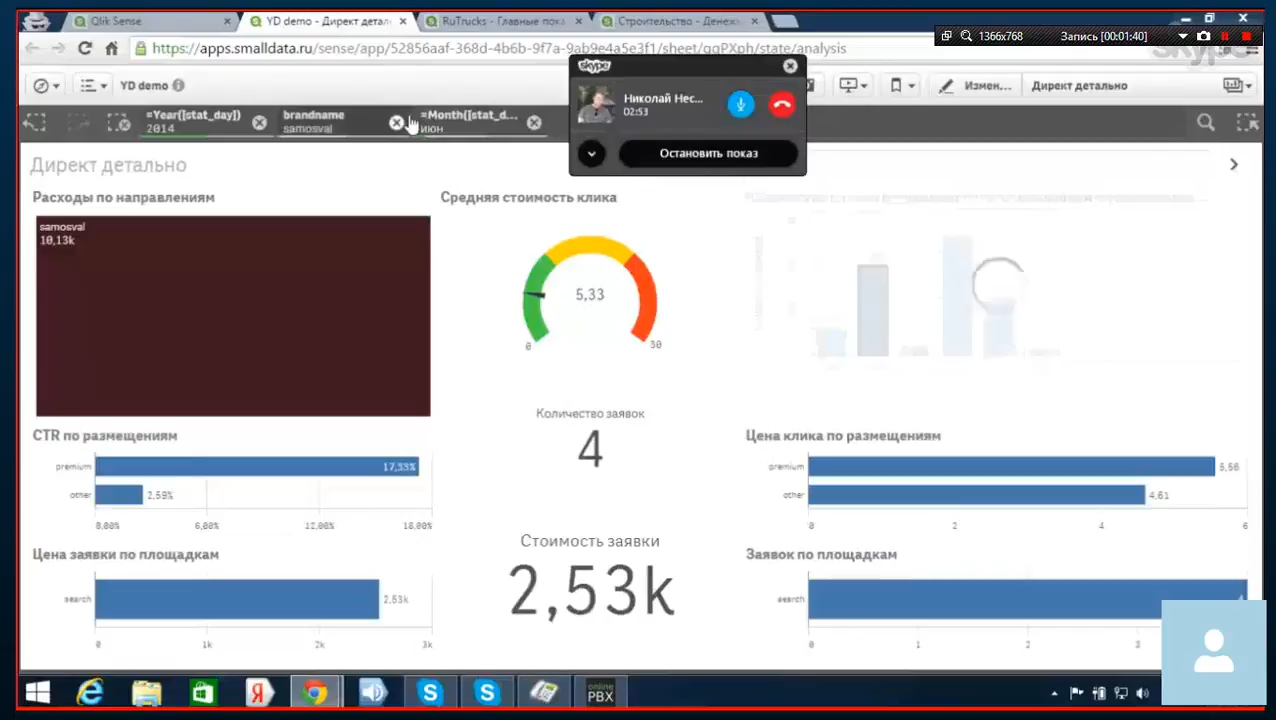 Qlik Sense
YD demo - Директ детал
RuTrucks - Главные пока
Строительство - Денеж
https://apps.smalldata.ru/sense/app/52856aaf-368d-4b6b-9f7a-9ab9e4a5e3f1/sheet/gqPXph/state/analysis
1366x768
Запись [00:01:40]
skype
YD demo
Николай Нес...
02:53
Остановить показ
Измен...
Директ детально
=Year([stat_day])
2014
brandname
samosval
=Month([stat_d...
июн
Директ детально
Расходы по направлениям
samosval
10,13k
Средняя стоимость клика
5,33
0
30
Количество заявок
4
CTR по размещениям
premium
17,33%
other
2.59%
0,00%
6,00%
12,00%
18,00%
Цена клика по размещениям
premium
5,56
other
4,61
0
2
4
6
Стоимость заявки
2,53k
Цена заявки по площадкам
search
2,53k
0
1k
2k
3k
Заявок по площадкам
search
4
0
1
2
3
online
PBX